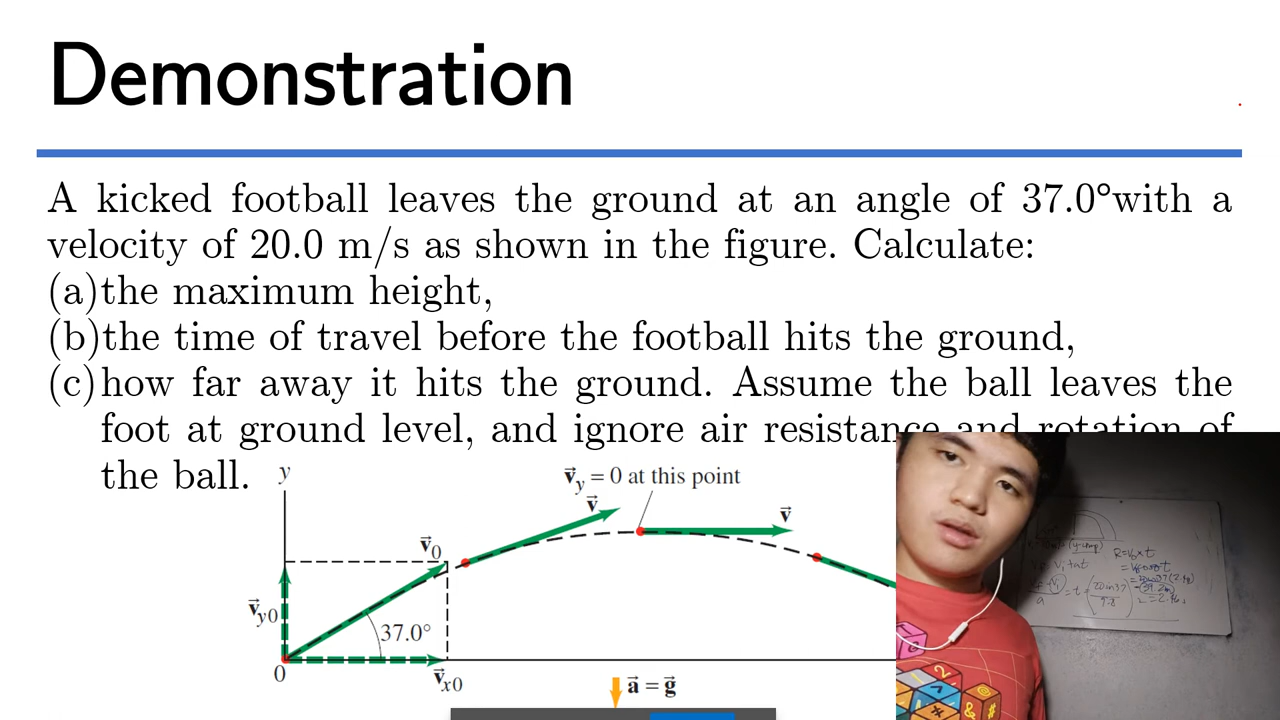 Demonstration
A kicked football leaves the ground at an angle of 37.0°with a
velocity of 20.0 m/s as shown in the figure. Calculate:
(a)the maximum height,
(b)the time of travel before the football hits the ground,
(c)how far away it hits the ground. Assume the ball leaves the
foot at ground level, and ignore air resistance and rotation of
the ball.
y
v⃗y = 0 at this point
v⃗
v⃗
v⃗0
v⃗y0
37.0°
0
v⃗x0
a⃗ = g⃗